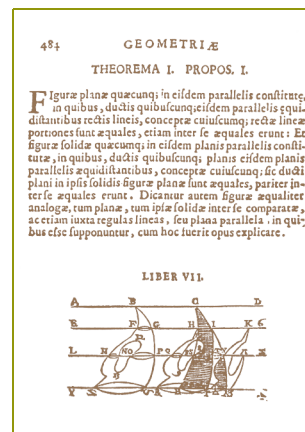 484 GEOMETRIÆ
THEOREMA I. PROPOS. I.
Figuræ planæ quæcunq; in eisdem parallelis constitutæ,
in quibus, ductis quibuscunq; eisdem parallelis equi-
distantibus rectis lineis, conceptæ cuiuscumq; rectæ lineæ
portiones sunt æquales, etiam inter se æquales erunt: Et
figuræ solidæ quæcumq; in eisdem planis parallelis consti-
tutæ, in quibus, ductis quibuscumq; planis eisdem planis
parallelis æquidistantibus, conceptæ cuiuscumq; sic ducti
plani in ipsis solidis figuræ planæ sunt æquales, pariter in-
ter se æquales erunt. Dicantur autem figuræ æqualiter
analogæ, tum planæ, tum ipsæ solidæ inter se comparatæ,
ac etiam iuxta regulas lineas, seu plana parallela, in qui-
bus esse supponuntur, cum hoc fuerit opus explicare.
LIBER VII.
A B C D
E F G H I K 6
L